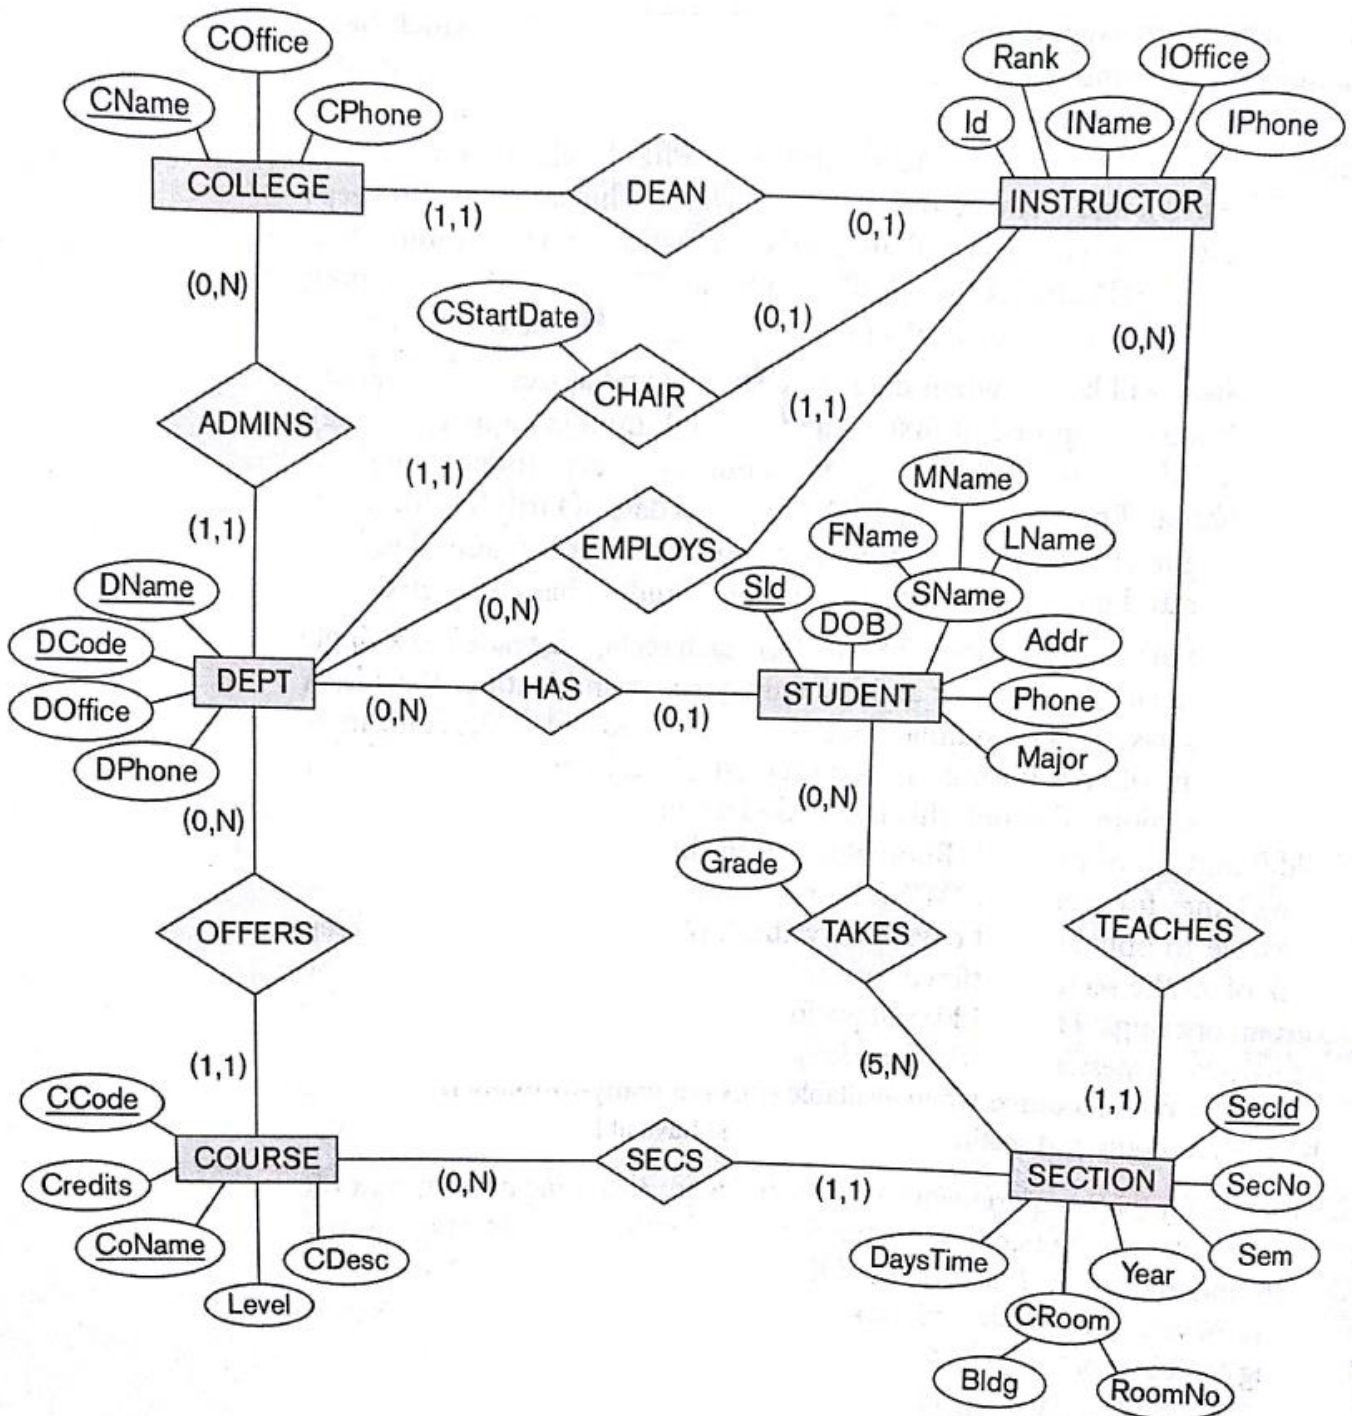 COffice
CName
CPhone
COLLEGE
(1,1)
DEAN
(0,1)
Rank
IOffice
Id
IName
IPhone
INSTRUCTOR
(0,N)
CStartDate
(0,1)
(0,N)
CHAIR
(1,1)
ADMINS
(1,1)
MName
(1,1)
EMPLOYS
FName
LName
DName
(0,N)
SId
DOB
SName
DCode
DEPT
HAS
STUDENT
Addr
DOffice
(0,N)
(0,1)
Phone
DPhone
Major
(0,N)
(0,N)
Grade
OFFERS
TAKES
TEACHES
(1,1)
(5,N)
(1,1)
CCode
SecId
COURSE
SECS
SECTION
Credits
(0,N)
(1,1)
SecNo
CoName
CDesc
DaysTime
Year
Sem
Level
CRoom
Bldg
RoomNo